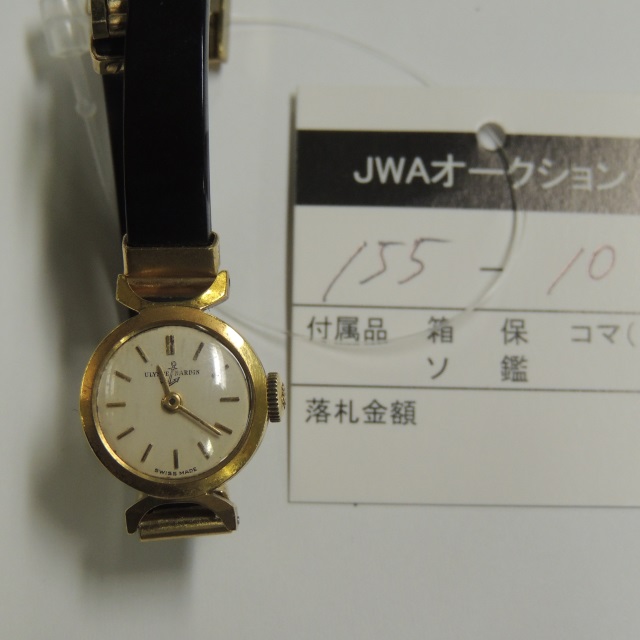 ULYSSE NARDIN
SWISS MADE
JWAオークション
155 - 10
付属品 箱 保 コマ(
ソ 鑑
落札金額